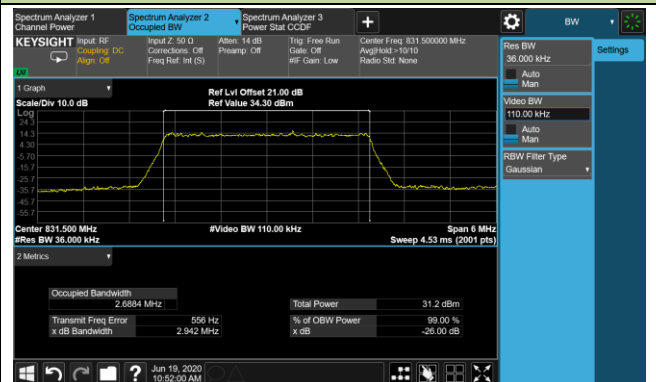 Spectrum Analyzer 1
Channel Power
Spectrum Analyzer 2
Occupied BW
Spectrum Analyzer 3
Power Stat CCDF
BW
KEYSIGHT
Input: RF
Coupling: DC
Align: Off
Input Z: 50 Ω
Corrections: Off
Freq Ref: Int (S)
Atten: 14 dB
Preamp: Off
Trig: Free Run
Gate: Off
#IF Gain: Low
Center Freq: 831.500000 MHz
Avg|Hold:>10/10
Radio Std: None
Res BW
36.000 kHz
Auto
Man
Settings
Video BW
110.00 kHz
Auto
Man
RBW Filter Type
Gaussian
1 Graph
Scale/Div 10.0 dB
Ref Lvl Offset 21.00 dB
Ref Value 34.30 dBm
Log
24.3
14.3
4.30
-5.70
-15.7
-25.7
-35.7
-45.7
-55.7
Center 831.500 MHz
#Res BW 36.000 kHz
#Video BW 110.00 kHz
Span 6 MHz
Sweep 4.53 ms (2001 pts)
2 Metrics
Occupied Bandwidth
2.6884 MHz
Transmit Freq Error 556 Hz
x dB Bandwidth 2.942 MHz
Total Power 31.2 dBm
% of OBW Power 99.00 %
x dB -26.00 dB
Jun 19, 2020
10:52:00 AM